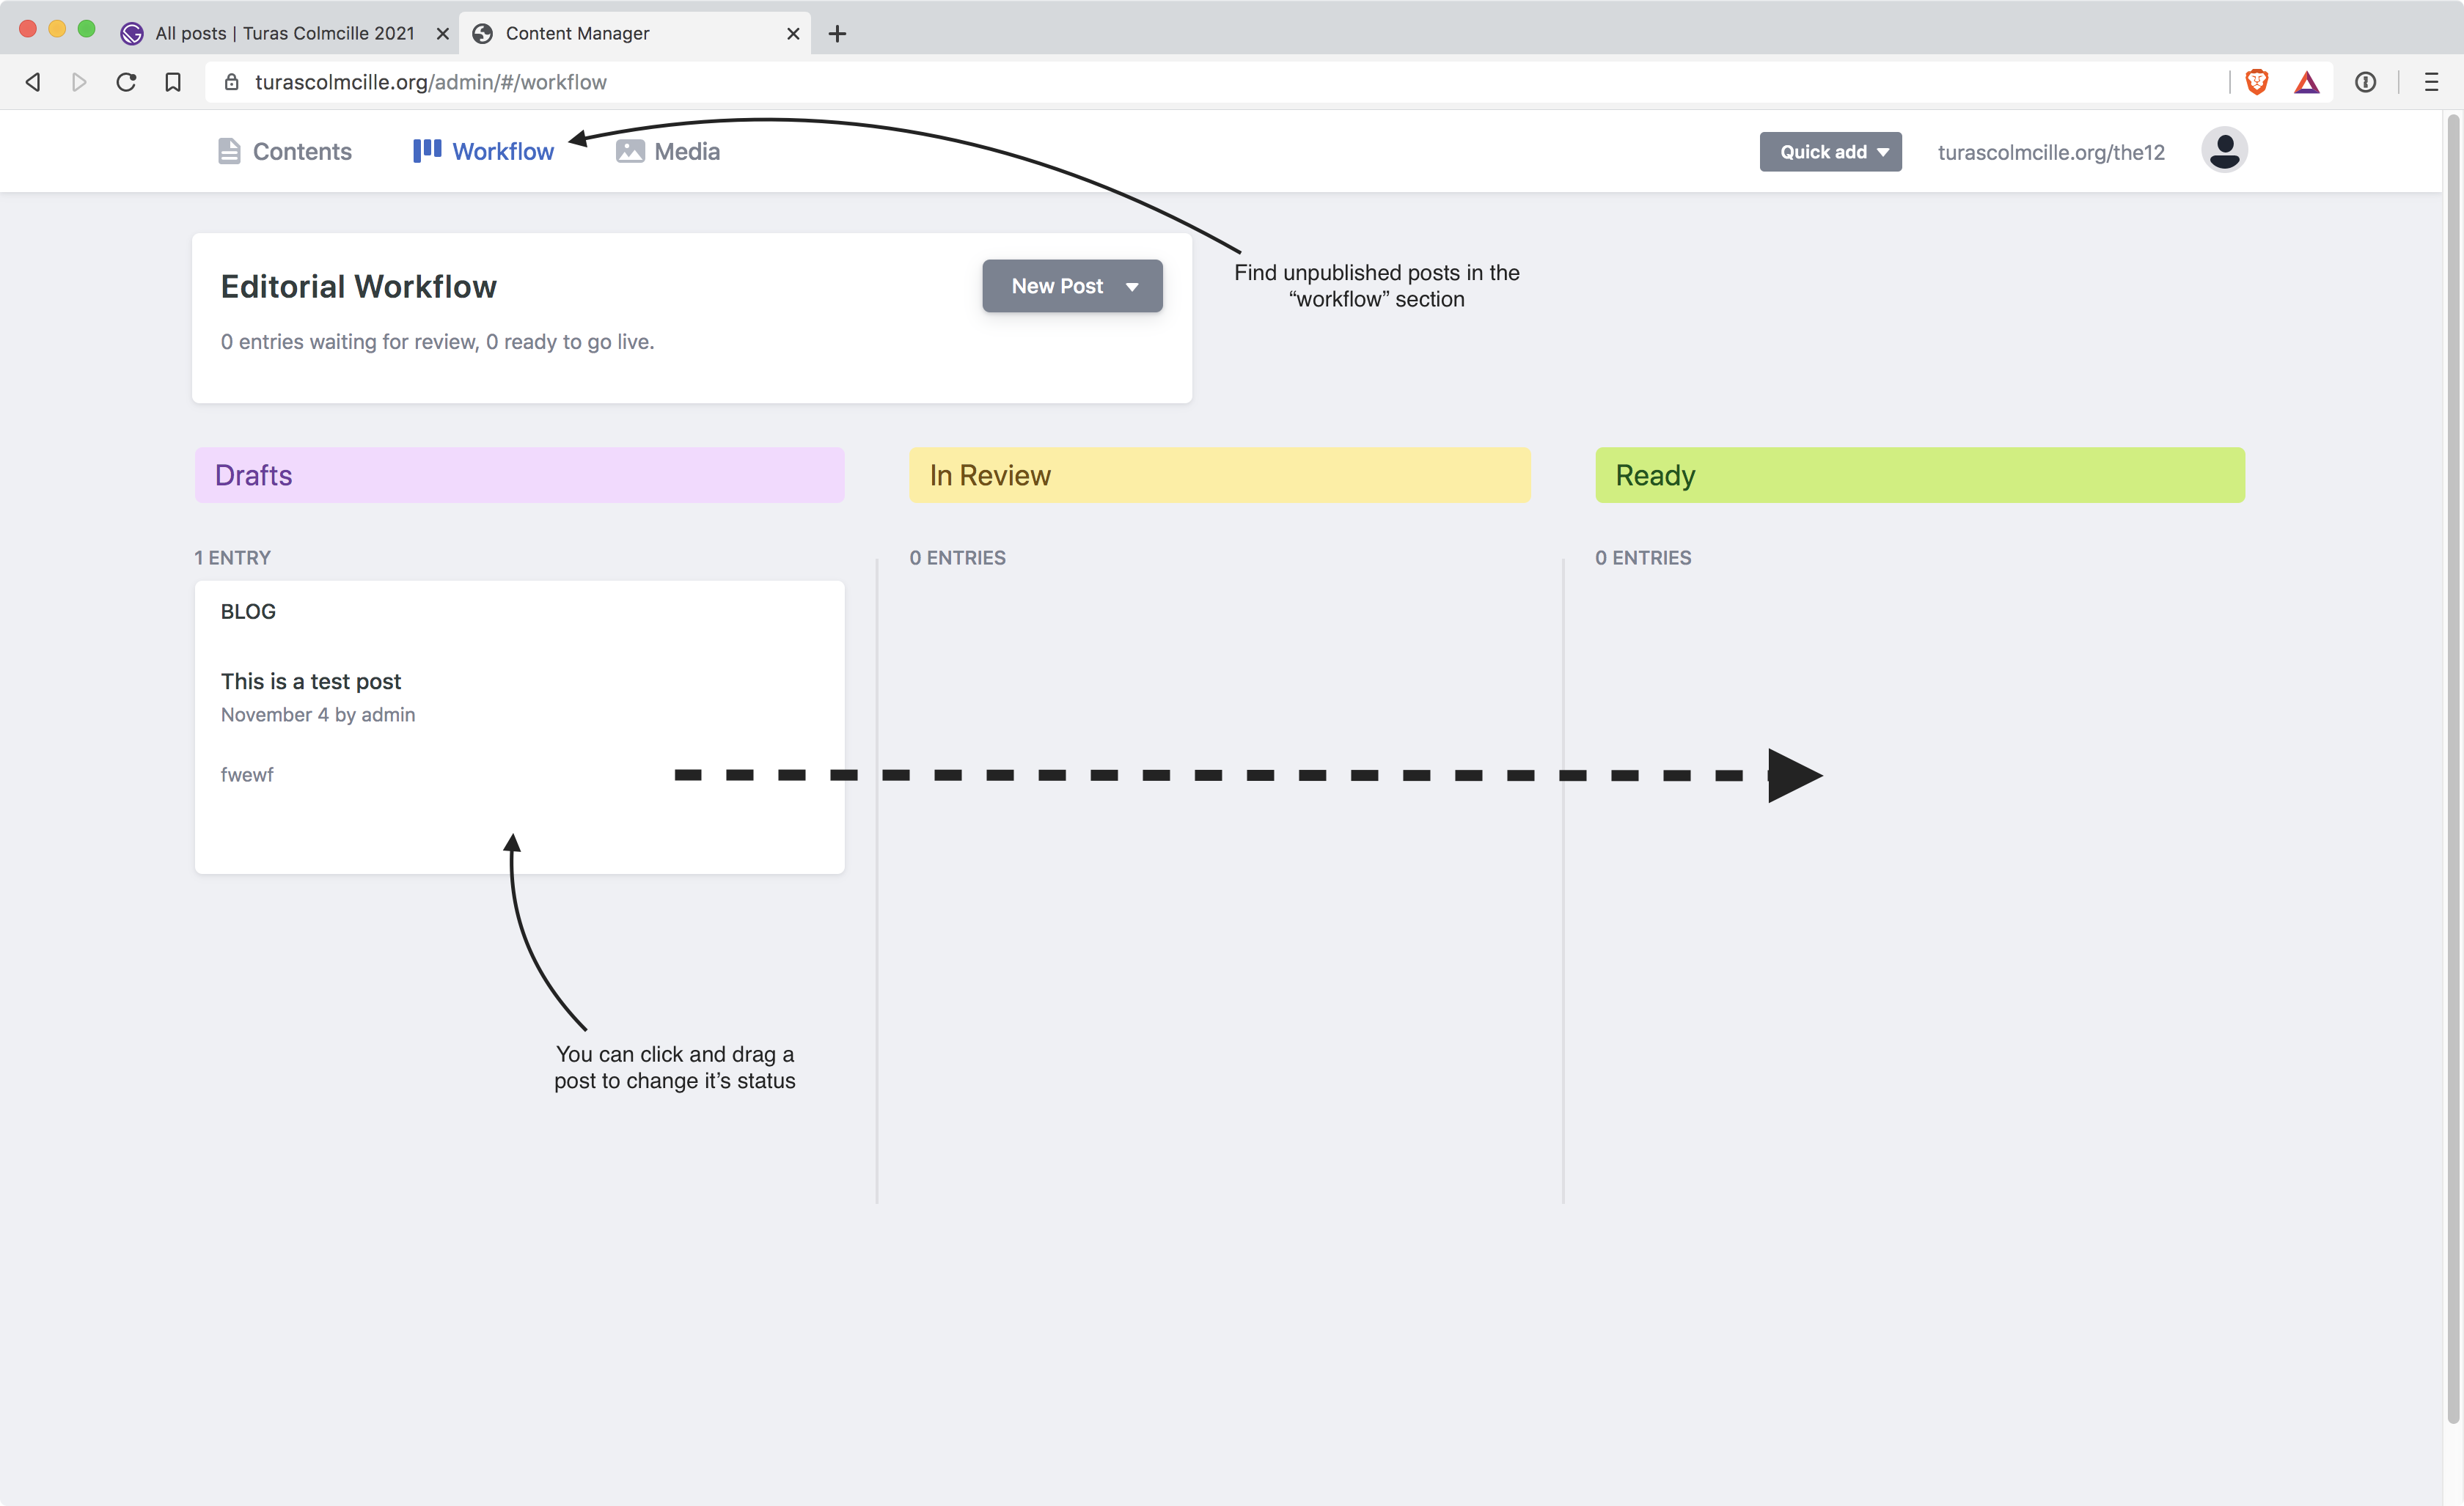 All posts | Turas Colmcille 2021
Content Manager
turascolmcille.org/admin/#/workflow
Contents
Workflow
Media
Quick add
turascolmcille.org/the12
Editorial Workflow
New Post
0 entries waiting for review, 0 ready to go live.
Find unpublished posts in the
“workflow” section
Drafts
In Review
Ready
1 ENTRY
0 ENTRIES
0 ENTRIES
BLOG
This is a test post
November 4 by admin
fwewf
You can click and drag a
post to change it’s status